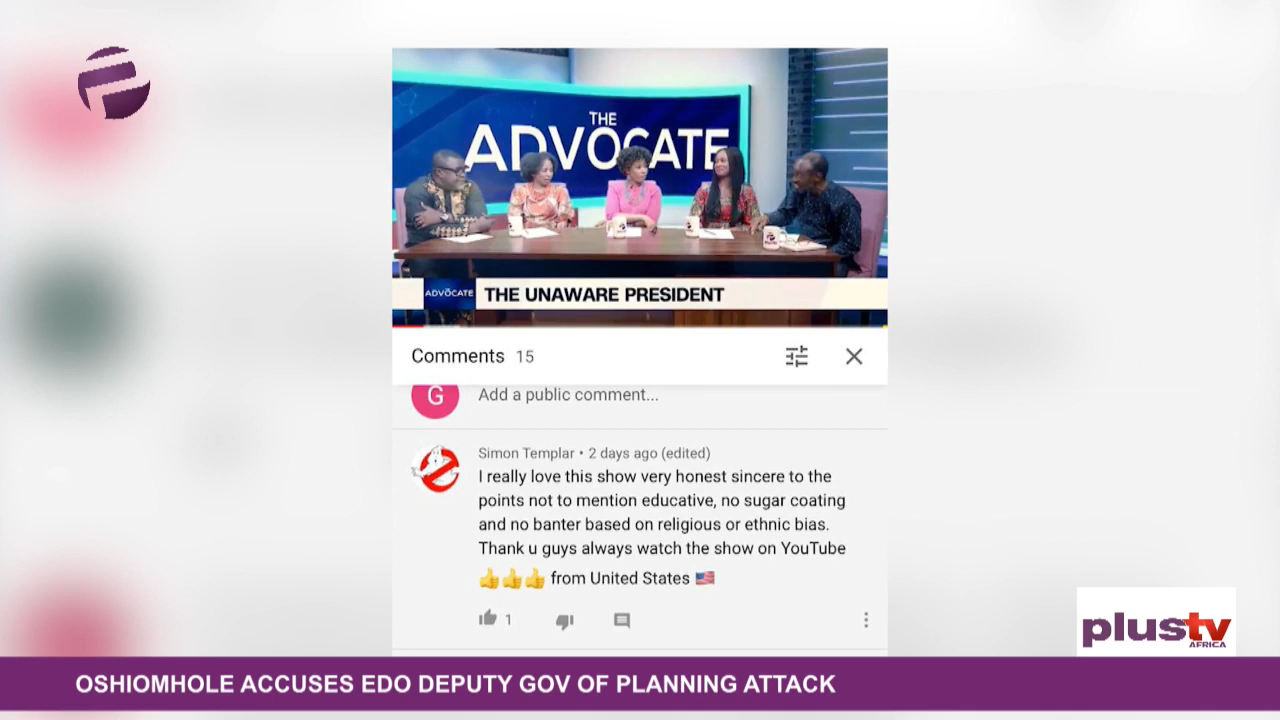 THE
ADVOCATE
ADVOCATE
THE UNAWARE PRESIDENT
Comments 15
G
Add a public comment...
Simon Templar • 2 days ago (edited)
I really love this show very honest sincere to the
points not to mention educative, no sugar coating
and no banter based on religious or ethnic bias.
Thank u guys always watch the show on YouTube
👍👍👍 from United States 🇺🇸
1
plustv
AFRICA
OSHIOMHOLE ACCUSES EDO DEPUTY GOV OF PLANNING ATTACK